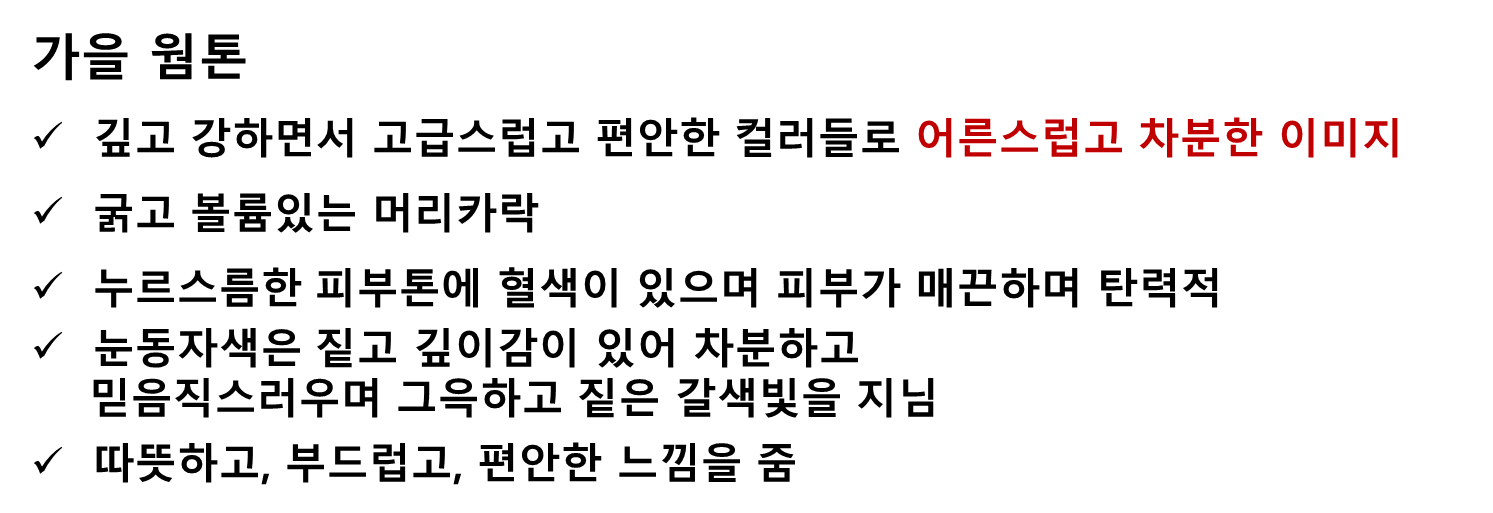 가을 웜톤
✓ 깊고 강하면서 고급스럽고 편안한 컬러들로 어른스럽고 차분한 이미지
✓ 굵고 볼륨있는 머리카락
✓ 누르스름한 피부톤에 혈색이 있으며 피부가 매끈하며 탄력적
✓ 눈동자색은 짙고 깊이감이 있어 차분하고
믿음직스러우며 그윽하고 짙은 갈색빛을 지님
✓ 따뜻하고, 부드럽고, 편안한 느낌을 줌